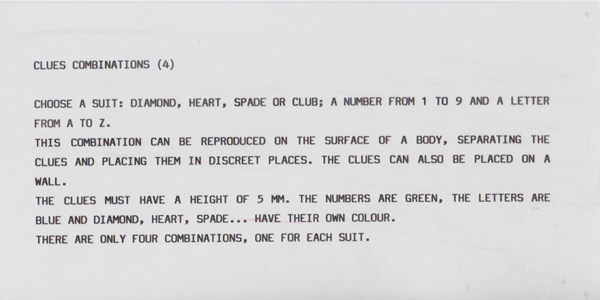 CLUES COMBINATIONS (4)
CHOOSE A SUIT: DIAMOND, HEART, SPADE OR CLUB; A NUMBER FROM 1 TO 9 AND A LETTER
FROM A TO Z.
THIS COMBINATION CAN BE REPRODUCED ON THE SURFACE OF A BODY, SEPARATING THE
CLUES AND PLACING THEM IN DISCREET PLACES. THE CLUES CAN ALSO BE PLACED ON A
WALL.
THE CLUES MUST HAVE A HEIGHT OF 5 MM. THE NUMBERS ARE GREEN, THE LETTERS ARE
BLUE AND DIAMOND, HEART, SPADE... HAVE THEIR OWN COLOUR.
THERE ARE ONLY FOUR COMBINATIONS, ONE FOR EACH SUIT.